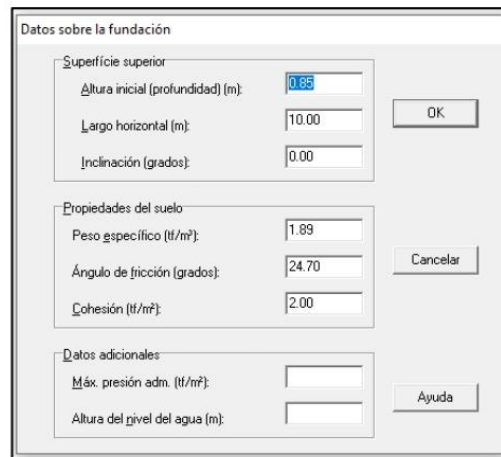 Datos sobre la fundación
Superfície superior
Altura inicial (profundidad) (m): 0.85
Largo horizontal (m): 10.00
Inclinación (grados): 0.00
OK
Propiedades del suelo
Peso específico (tf/m²): 1.89
Ángulo de fricción (grados): 24.70
Cohesión (tf/m²): 2.00
Cancelar
Datos adicionales
Máx. presión adm. (tf/m²):
Altura del nivel del agua (m):
Ayuda